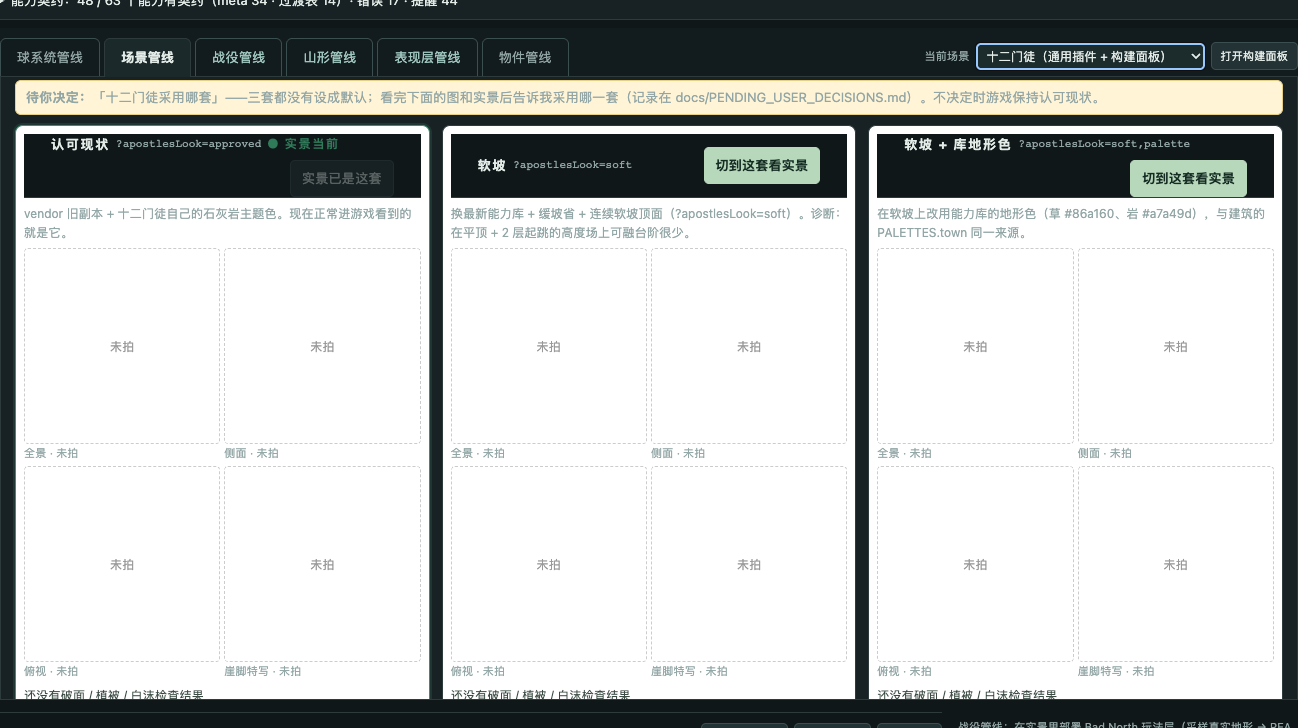 能力契约：48 / 63 个能力有契约（meta 34 · 过渡表 14）· 错误 17 · 提醒 44
球系统管线
场景管线
战役管线
山形管线
表现层管线
物件管线
当前场景
十二门徒（通用插件 + 构建面板）
打开构建面板
待你决定：「十二门徒采用哪套」——三套都没有设成默认；看完下面的图和实景后告诉我采用哪一套（记录在 docs/PENDING_USER_DECISIONS.md）。不决定时游戏保持认可现状。
认可现状 ?apostlesLook=approved 实景当前
实景已是这套
vendor 旧副本 + 十二门徒自己的石灰岩主题色。现在正常进游戏看到的
就是它。
未拍
未拍
全景 · 未拍
侧面 · 未拍
未拍
未拍
俯视 · 未拍
崖脚特写 · 未拍
还没有破面 / 植被 / 白沫检查结果
软坡 ?apostlesLook=soft
切到这套看实景
换最新能力库 + 缓坡省 + 连续软坡顶面（?apostlesLook=soft）。诊断：
在平顶 + 2 层起跳的高度场上可融台阶很少。
未拍
未拍
全景 · 未拍
侧面 · 未拍
未拍
未拍
俯视 · 未拍
崖脚特写 · 未拍
还没有破面 / 植被 / 白沫检查结果
软坡 + 库地形色 ?apostlesLook=soft,palette
切到这套看实景
在软坡上改用能力库的地形色（草 #86a160、岩 #a7a49d），与建筑的
PALETTES.town 同一来源。
未拍
未拍
全景 · 未拍
侧面 · 未拍
未拍
未拍
俯视 · 未拍
崖脚特写 · 未拍
还没有破面 / 植被 / 白沫检查结果
战役管线：在实景里部署 Bad North 玩法层（采样真实地形